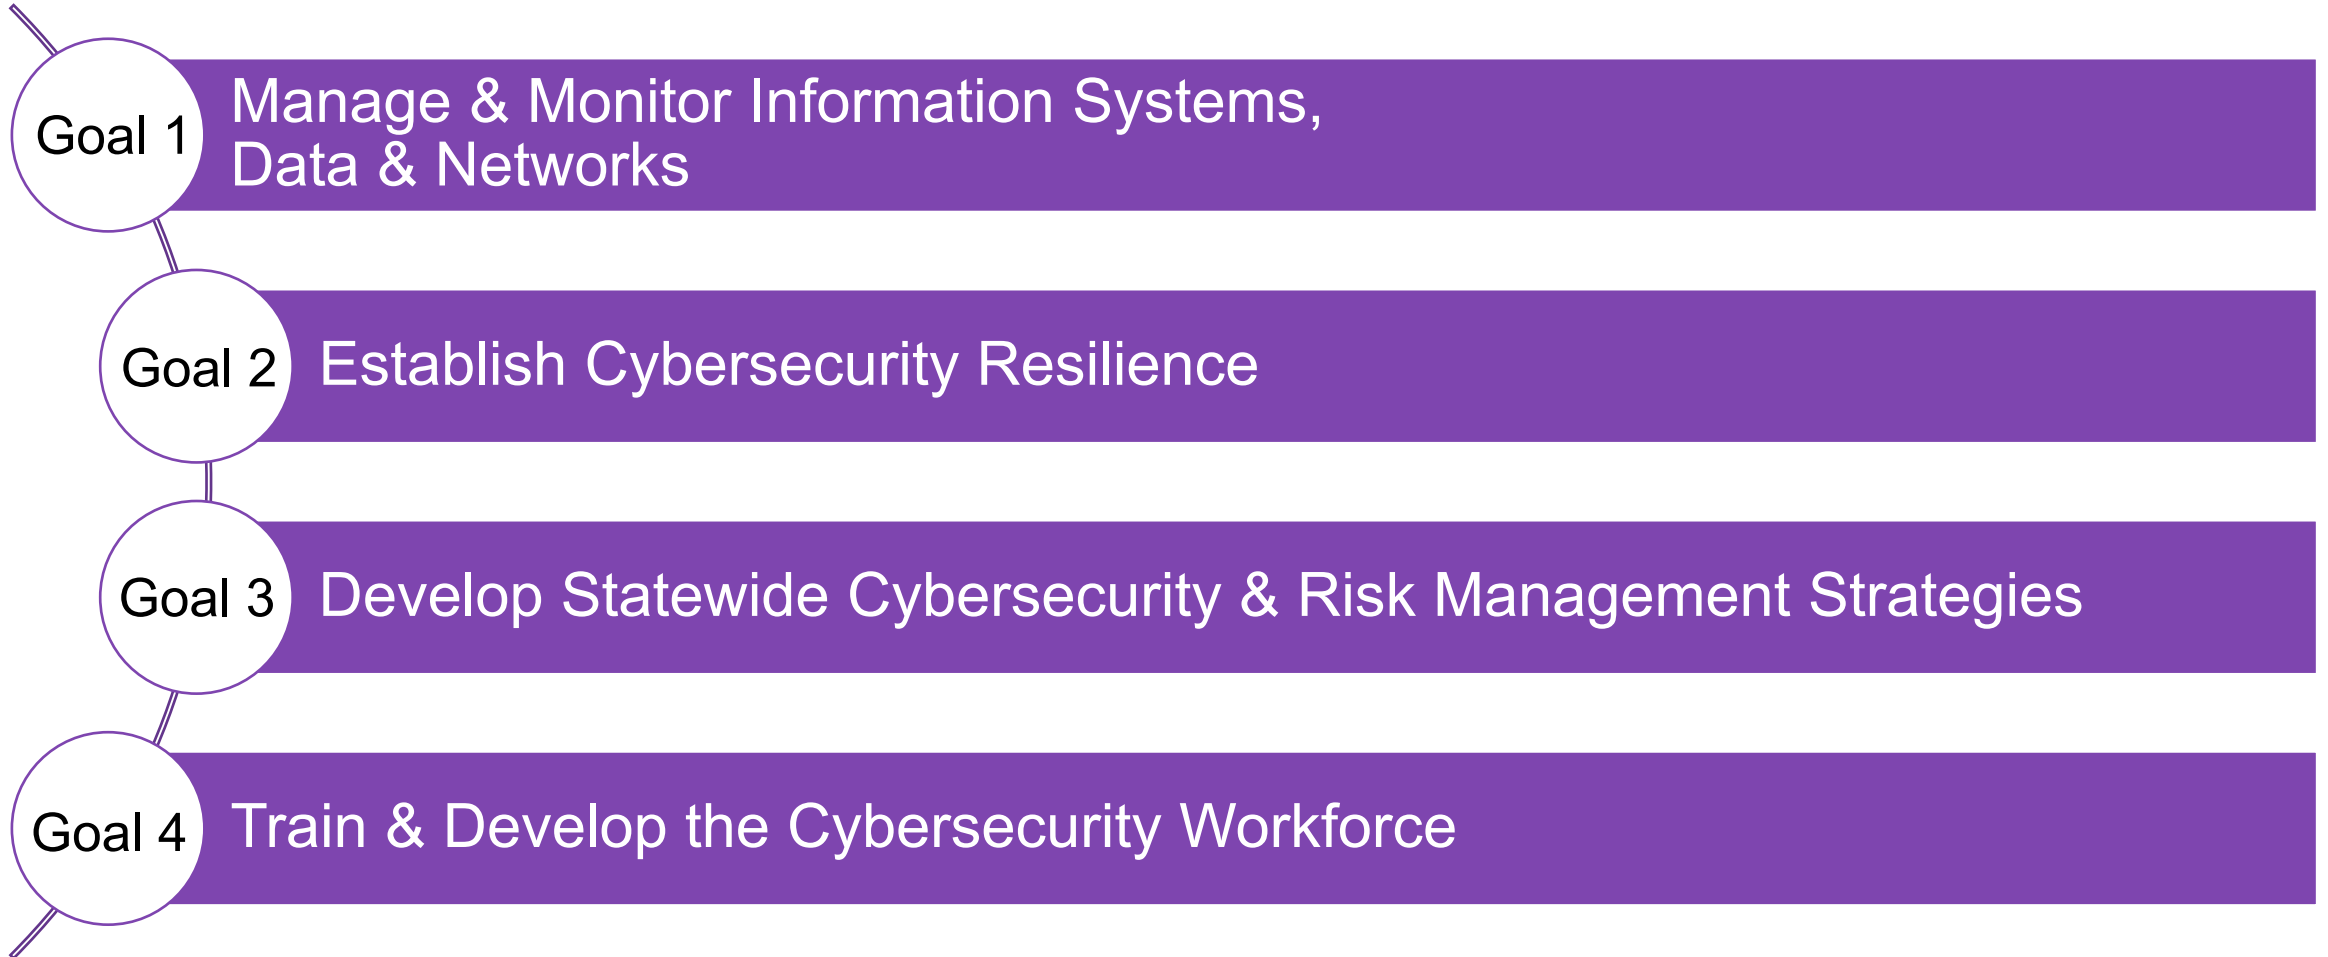 Goal 1
Manage & Monitor Information Systems,
Data & Networks
Goal 2
Establish Cybersecurity Resilience
Goal 3
Develop Statewide Cybersecurity & Risk Management Strategies
Goal 4
Train & Develop the Cybersecurity Workforce